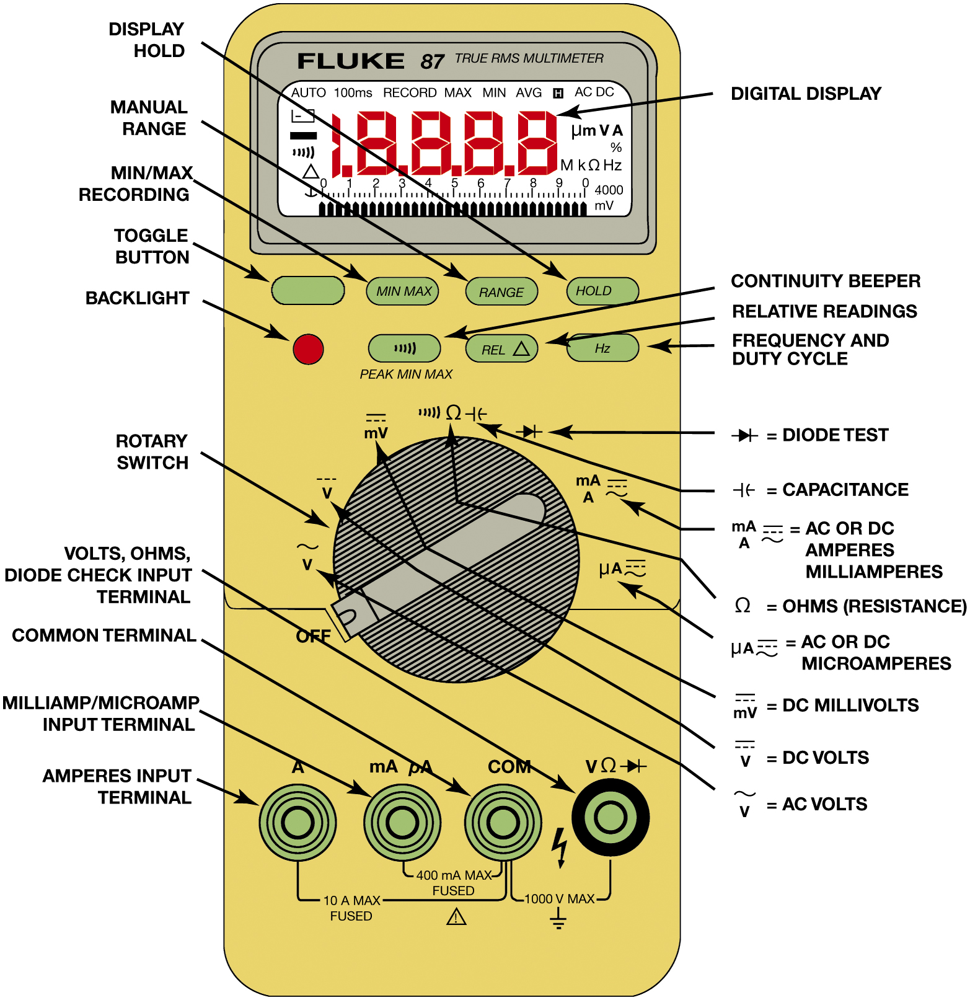 DISPLAY
HOLD
MANUAL
RANGE
MIN/MAX
RECORDING
TOGGLE
BUTTON
BACKLIGHT
ROTARY
SWITCH
VOLTS, OHMS,
DIODE CHECK INPUT
TERMINAL
COMMON TERMINAL
MILLIAMP/MICROAMP
INPUT TERMINAL
AMPERES INPUT
TERMINAL
FLUKE 87 TRUE RMS MULTIMETER
AUTO 100ms RECORD MAX MIN AVG H AC DC
1.8.8.8.8
µm V A
%
M k Ω Hz
0 1 2 3 4 5 6 7 8 9 0
4000
mV
MIN MAX RANGE HOLD
REL △ Hz
PEAK MIN MAX
mV
Ω
V
V
OFF
mA
A
µA
A mA pA COM V Ω
400 mA MAX
FUSED
10 A MAX
FUSED
1000 V MAX
DIGITAL DISPLAY
CONTINUITY BEEPER
RELATIVE READINGS
FREQUENCY AND
DUTY CYCLE
= DIODE TEST
= CAPACITANCE
mA
A = AC OR DC
AMPERES
MILLIAMPERES
Ω = OHMS (RESISTANCE)
µA = AC OR DC
MICROAMPERES
mV = DC MILLIVOLTS
V = DC VOLTS
V = AC VOLTS